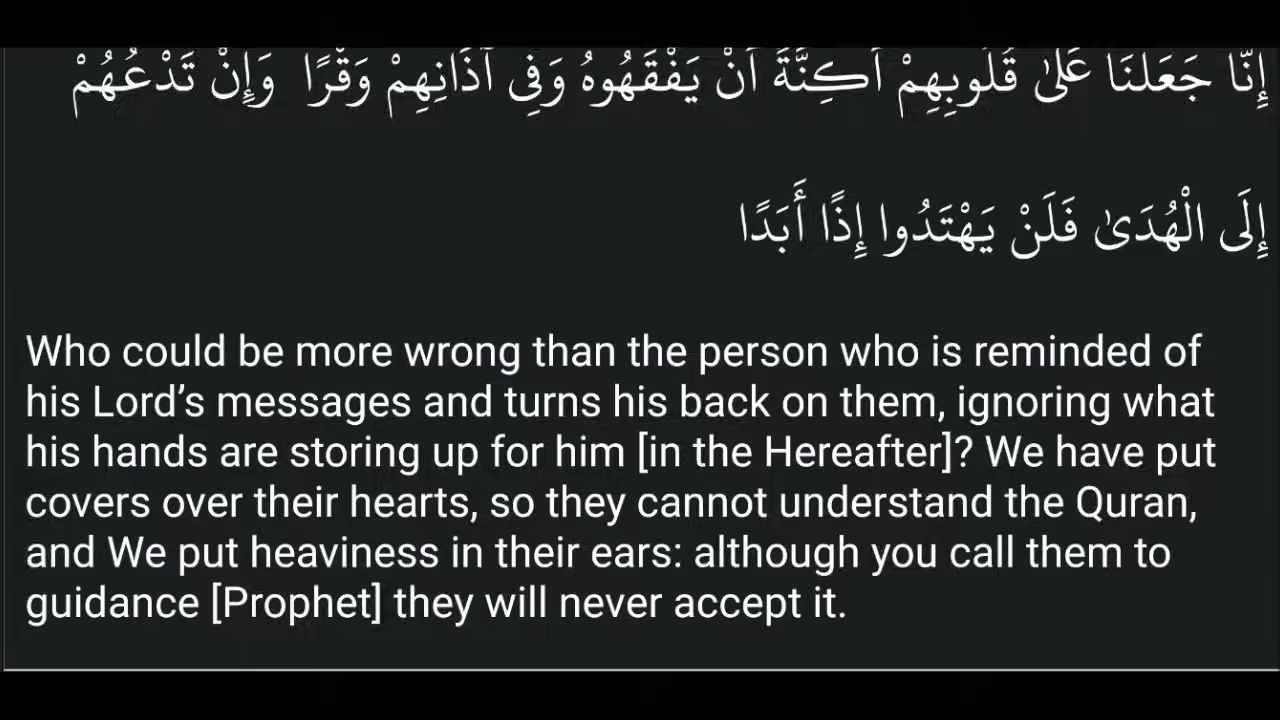 إِنَّا جَعَلْنَا عَلَىٰ قُلُوبِهِمْ أَكِنَّةً أَنْ يَفْقَهُوهُ وَفِي آذَانِهِمْ وَقْرًا وَإِنْ تَدْعُهُمْ
إِلَى الْهُدَىٰ فَلَنْ يَهْتَدُوا إِذًا أَبَدًا
Who could be more wrong than the person who is reminded of
his Lord’s messages and turns his back on them, ignoring what
his hands are storing up for him [in the Hereafter]? We have put
covers over their hearts, so they cannot understand the Quran,
and We put heaviness in their ears: although you call them to
guidance [Prophet] they will never accept it.